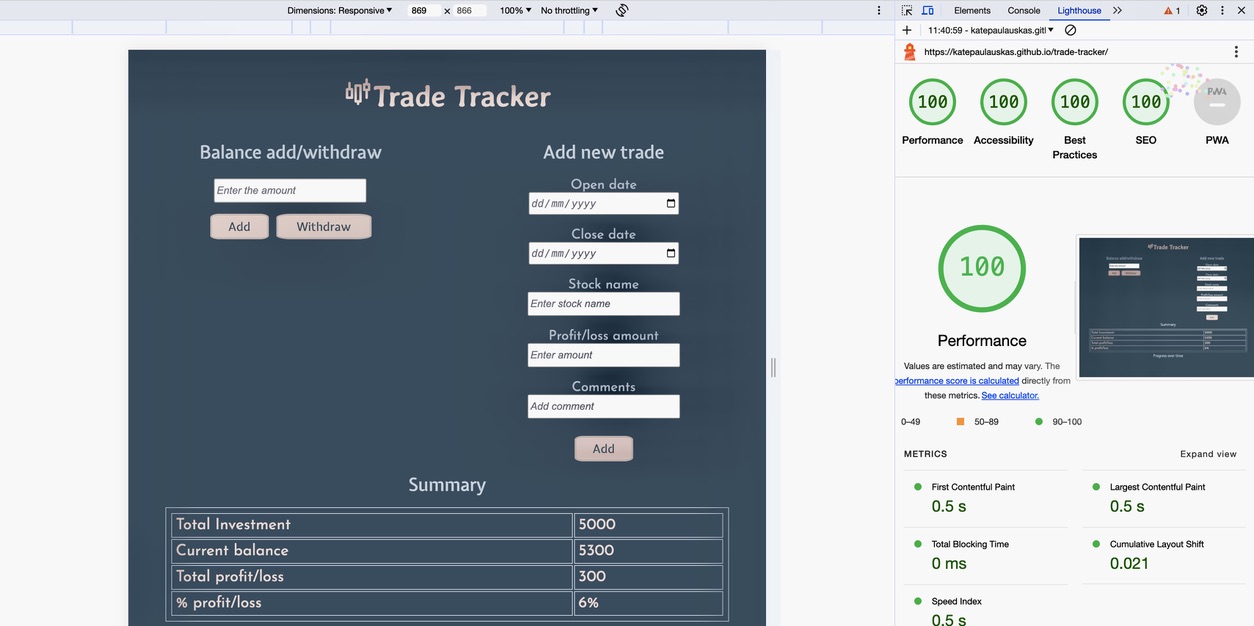 Dimensions: Responsive ▼ 869 × 866 100% ▼ No throttling ▼
Elements Console Lighthouse 1
11:40:59 - katepaulauskas.gitl ▼
https://katepaulauskas.github.io/trade-tracker/
Trade Tracker
Balance add/withdraw
Enter the amount
Add Withdraw
Add new trade
Open date
dd/mm/yyyy
Close date
dd/mm/yyyy
Stock name
Enter stock name
Profit/loss amount
Enter amount
Comments
Add comment
Add
Summary
Total Investment 5000
Current balance 5300
Total profit/loss 300
% profit/loss 6%
100 100 100 100 PWA
Performance Accessibility Best Practices SEO PWA
100
Performance
Values are estimated and may vary. The
performance score is calculated directly from
these metrics. See calculator.
0–49 50–89 90–100
METRICS Expand view
First Contentful Paint
0.5 s
Largest Contentful Paint
0.5 s
Total Blocking Time
0 ms
Cumulative Layout Shift
0.021
Speed Index
0.5 s
Trade Tracker
Summary